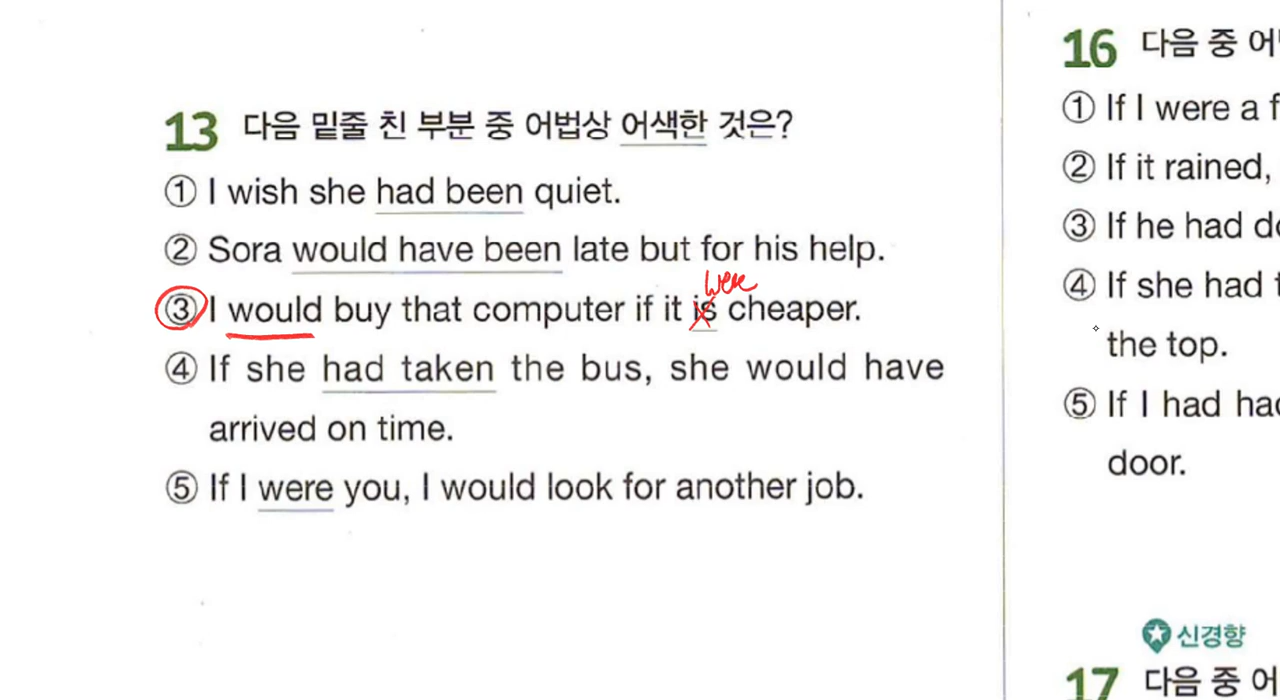 13 다음 밑줄 친 부분 중 어법상 어색한 것은?
① I wish she had been quiet.
② Sora would have been late but for his help.
were
③ I would buy that computer if it is cheaper.
④ If she had taken the bus, she would have
arrived on time.
⑤ If I were you, I would look for another job.
16 다음 중
① If I were a
② If it rained,
③ If he had
④ If she had
the top.
⑤ If I had
door.
신경향
17 다음 중 어